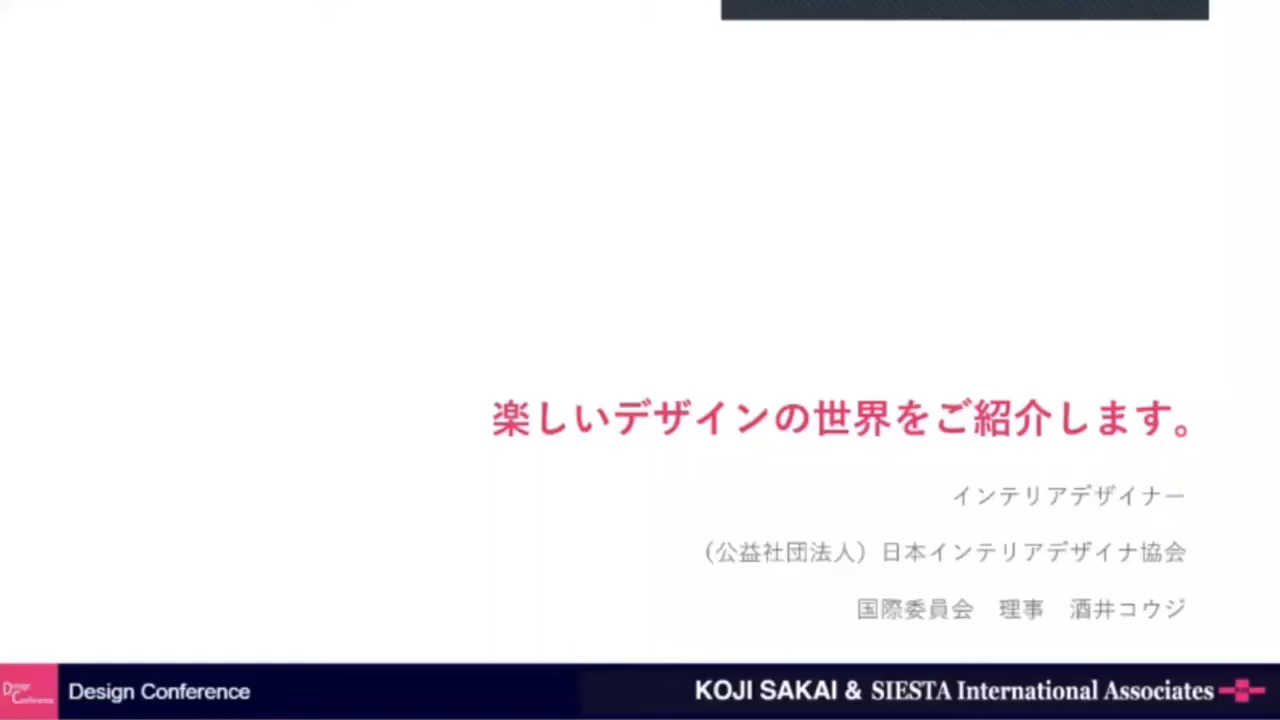 楽しいデザインの世界をご紹介します。
インテリアデザイナー
（公益社団法人）日本インテリアデザイナ協会
国際委員会　理事　酒井コウジ
Design Conference
Design Conference
KOJI SAKAI & SIESTA International Associates